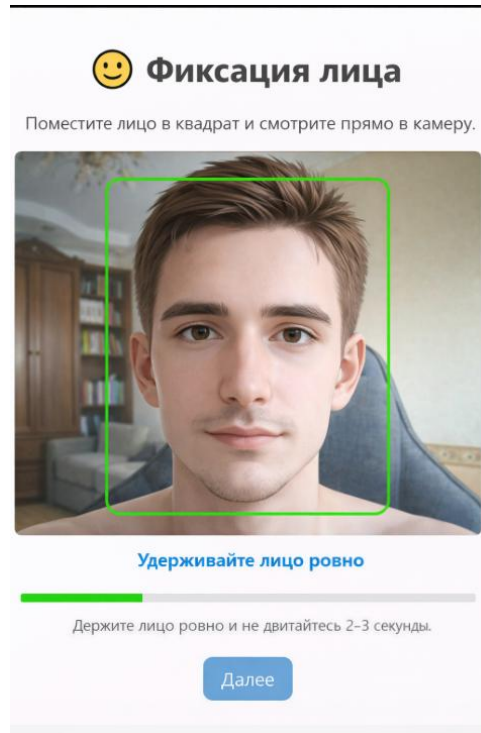 Фиксация лица
Поместите лицо в квадрат и смотрите прямо в камеру.
Удерживайте лицо ровно
Держите лицо ровно и не двитайтесь 2–3 секунды.
Далее